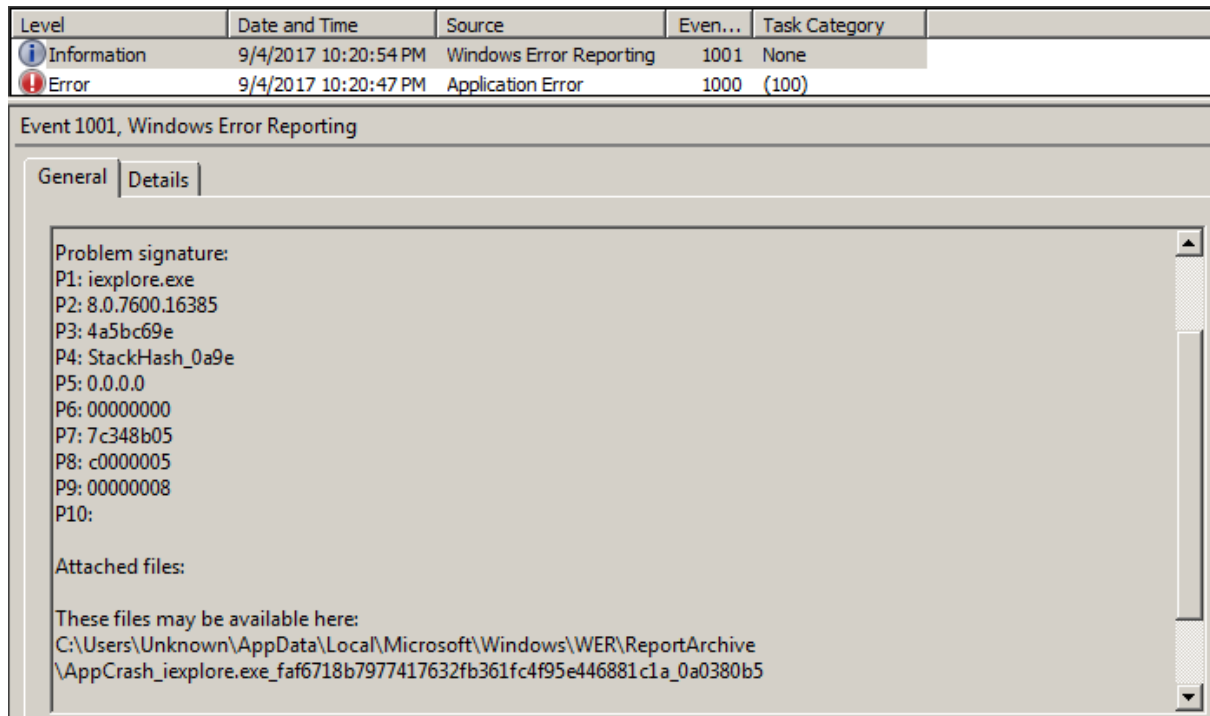 Level Date and Time Source Even... Task Category
Information 9/4/2017 10:20:54 PM Windows Error Reporting 1001 None
Error 9/4/2017 10:20:47 PM Application Error 1000 (100)
Event 1001, Windows Error Reporting
General Details
Problem signature:
P1: iexplore.exe
P2: 8.0.7600.16385
P3: 4a5bc69e
P4: StackHash_0a9e
P5: 0.0.0.0
P6: 00000000
P7: 7c348b05
P8: c0000005
P9: 00000008
P10:
Attached files:
These files may be available here:
C:\Users\Unknown\AppData\Local\Microsoft\Windows\WER\ReportArchive
\AppCrash_iexplore.exe_faf6718b7977417632fb361fc4f95e446881c1a_0a0380b5